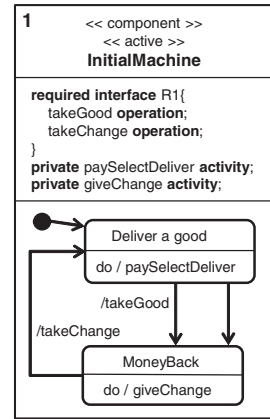 1
<< component >>
<< active >>
InitialMachine
required interface R1{
takeGood operation;
takeChange operation;
}
private paySelectDeliver activity;
private giveChange activity;
Deliver a good
do / paySelectDeliver
/takeGood
/takeChange
MoneyBack
do / giveChange